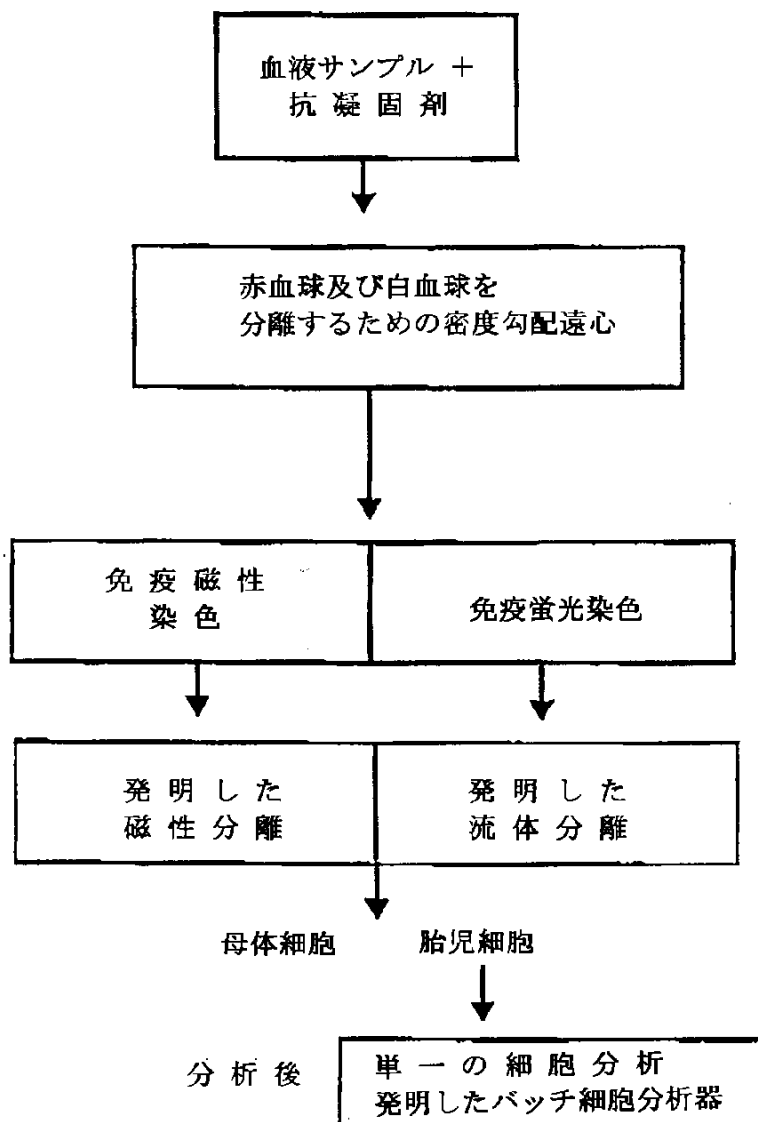 血液サンプル +
抗凝固剤
赤血球及び白血球を
分離するための密度勾配遠心
免疫磁性
染色
免疫蛍光染色
発明した
磁性分離
発明した
流体分離
母体細胞
胎児細胞
分析後
単一の細胞分析
発明したバッチ細胞分析器